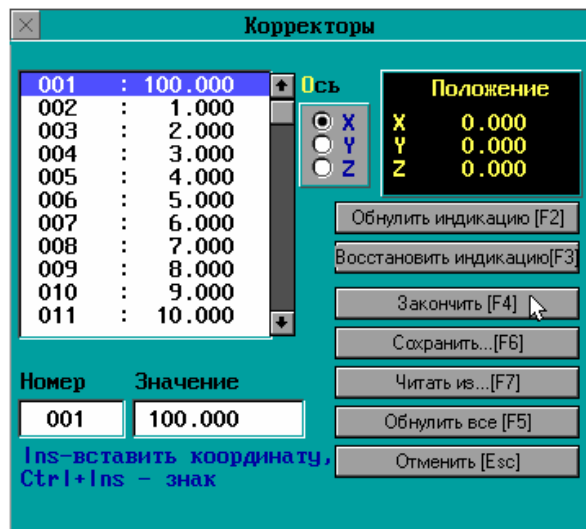 Корректоры
001 : 100.000
002 : 1.000
003 : 2.000
004 : 3.000
005 : 4.000
006 : 5.000
007 : 6.000
008 : 7.000
009 : 8.000
010 : 9.000
011 : 10.000
Ось
X
Y
Z
Положение
X 0.000
Y 0.000
Z 0.000
Обнулить индикацию [F2]
Восстановить индикацию[F3]
Закончить [F4]
Сохранить...[F6]
Читать из...[F7]
Обнулить все [F5]
Отменить [Esc]
Номер Значение
001 100.000
Ins-вставить координату,
Ctrl+Ins - знак